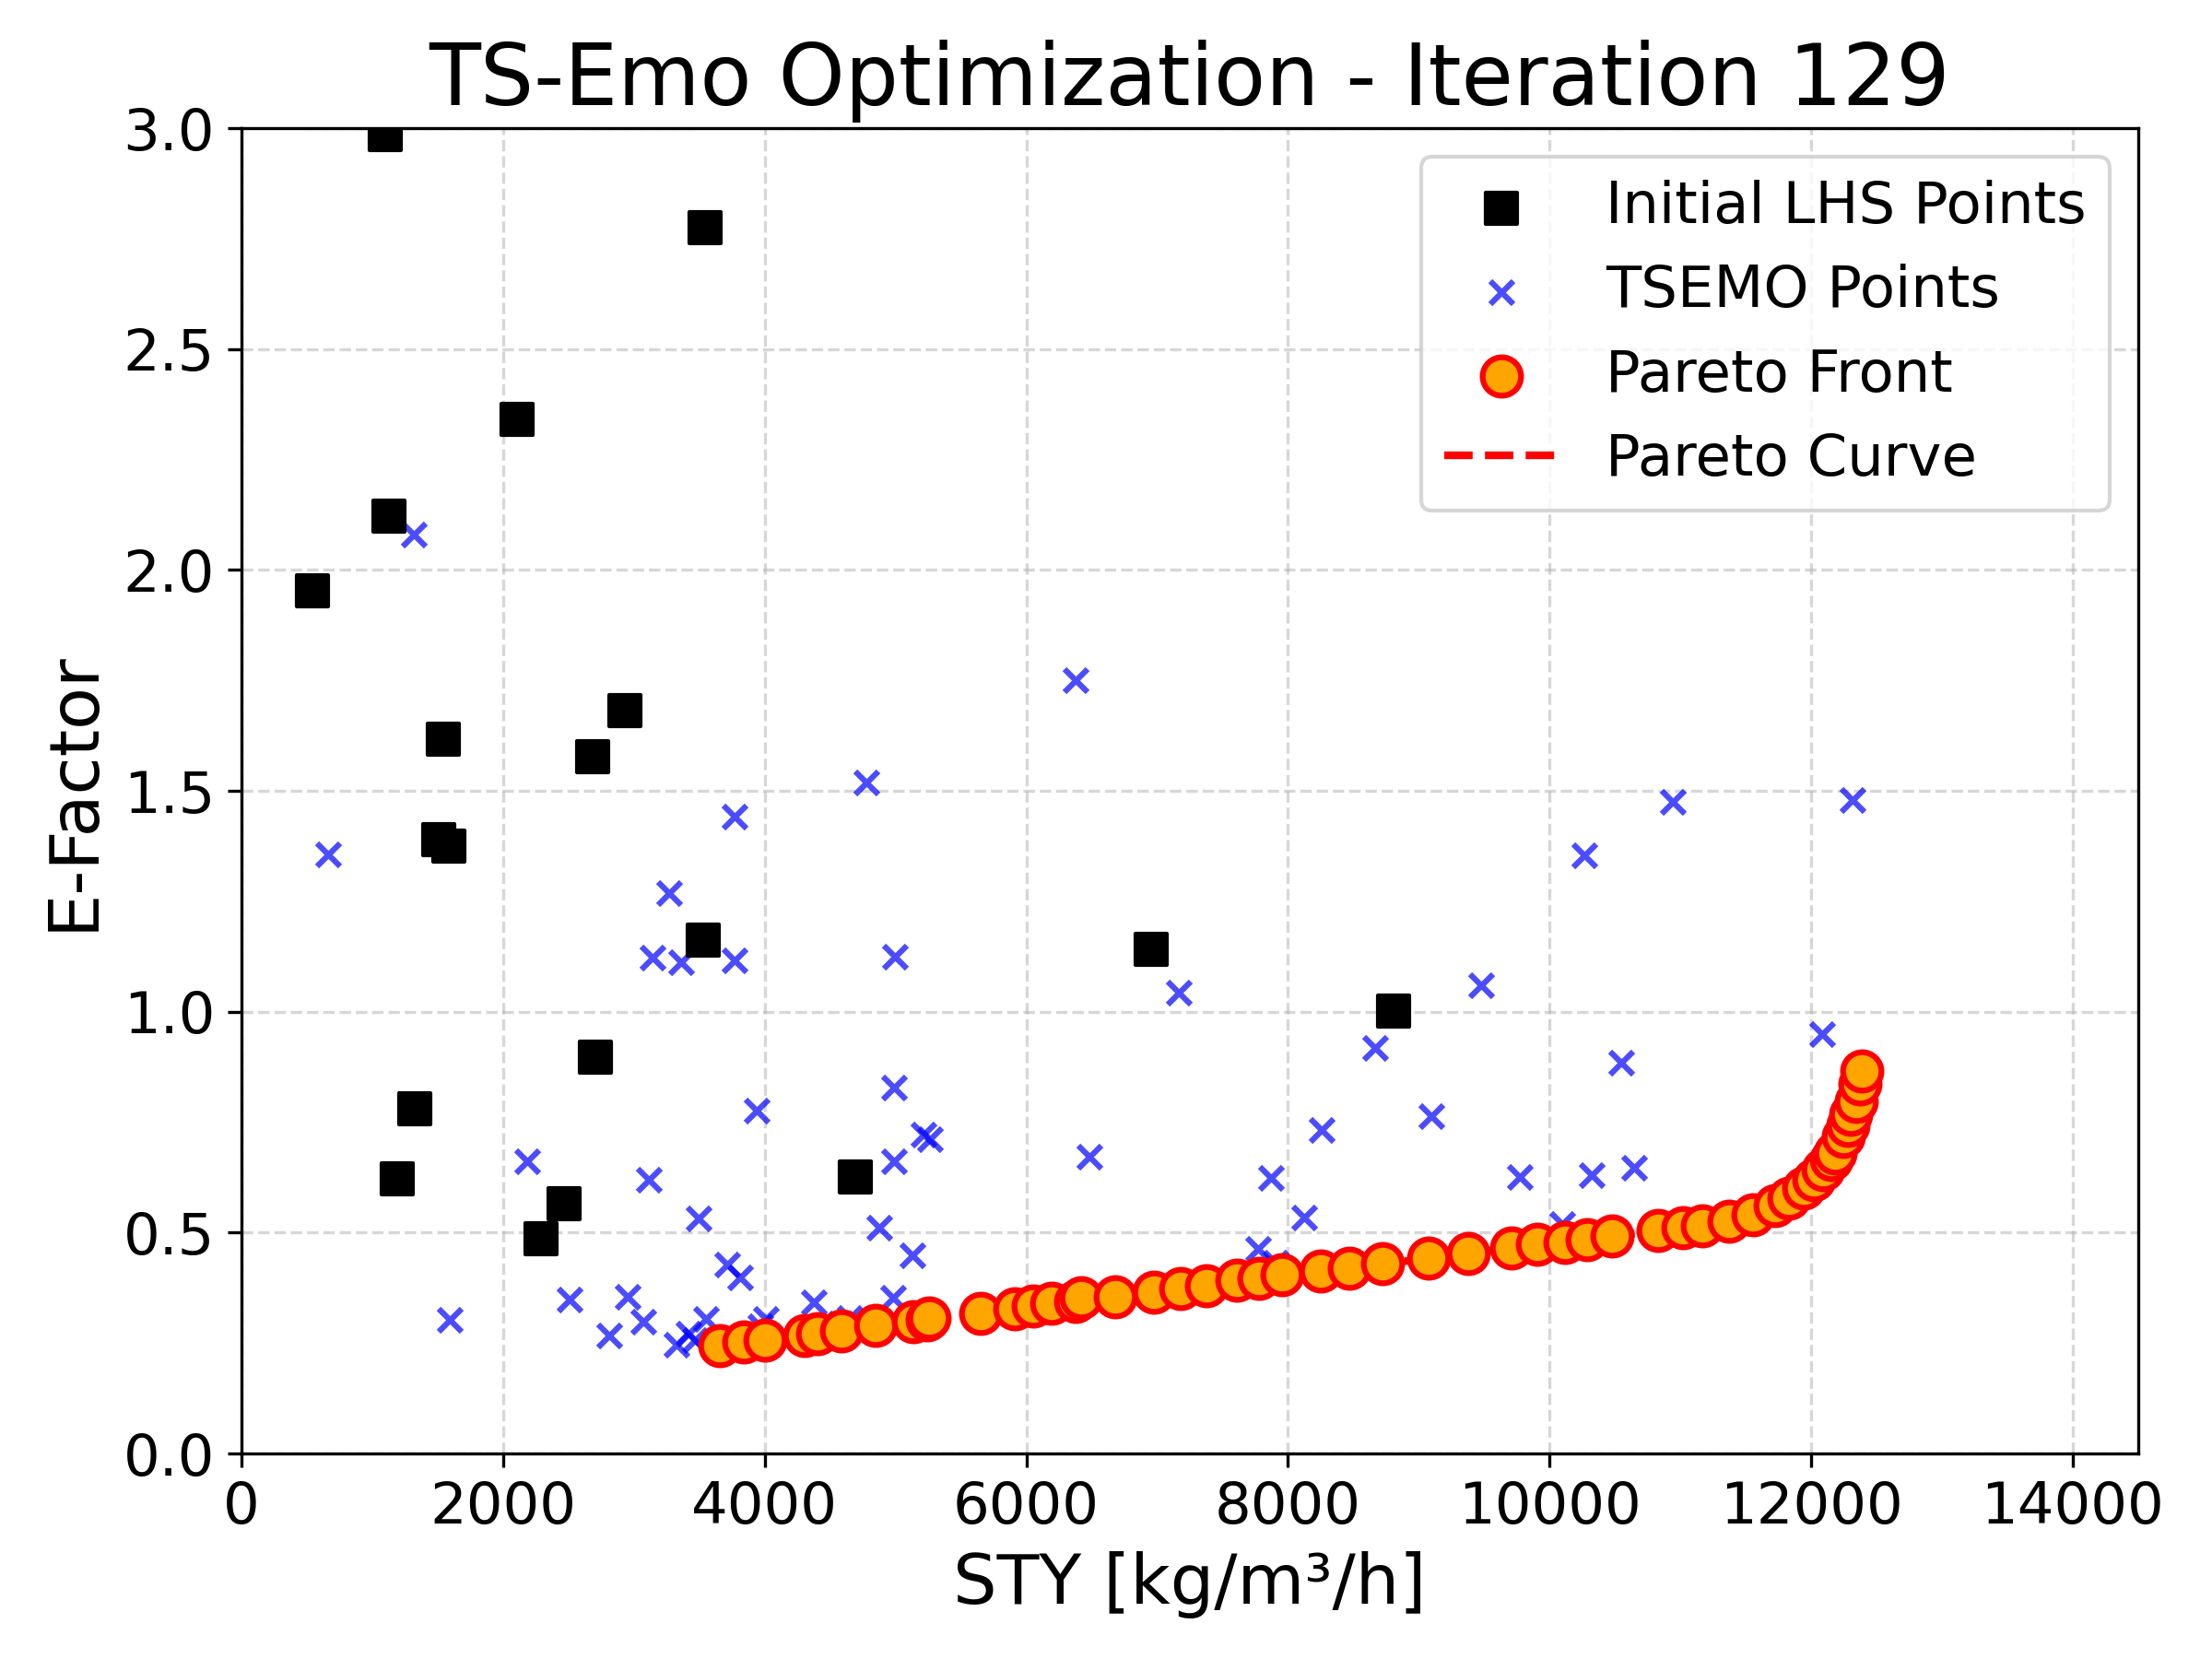 TS-Emo Optimization - Iteration 129
3.0
2.5
2.0
1.5
1.0
0.5
0.0
E-Factor
Initial LHS Points
TSEMO Points
Pareto Front
Pareto Curve
0 2000 4000 6000 8000 10000 12000 14000
STY [kg/m³/h]